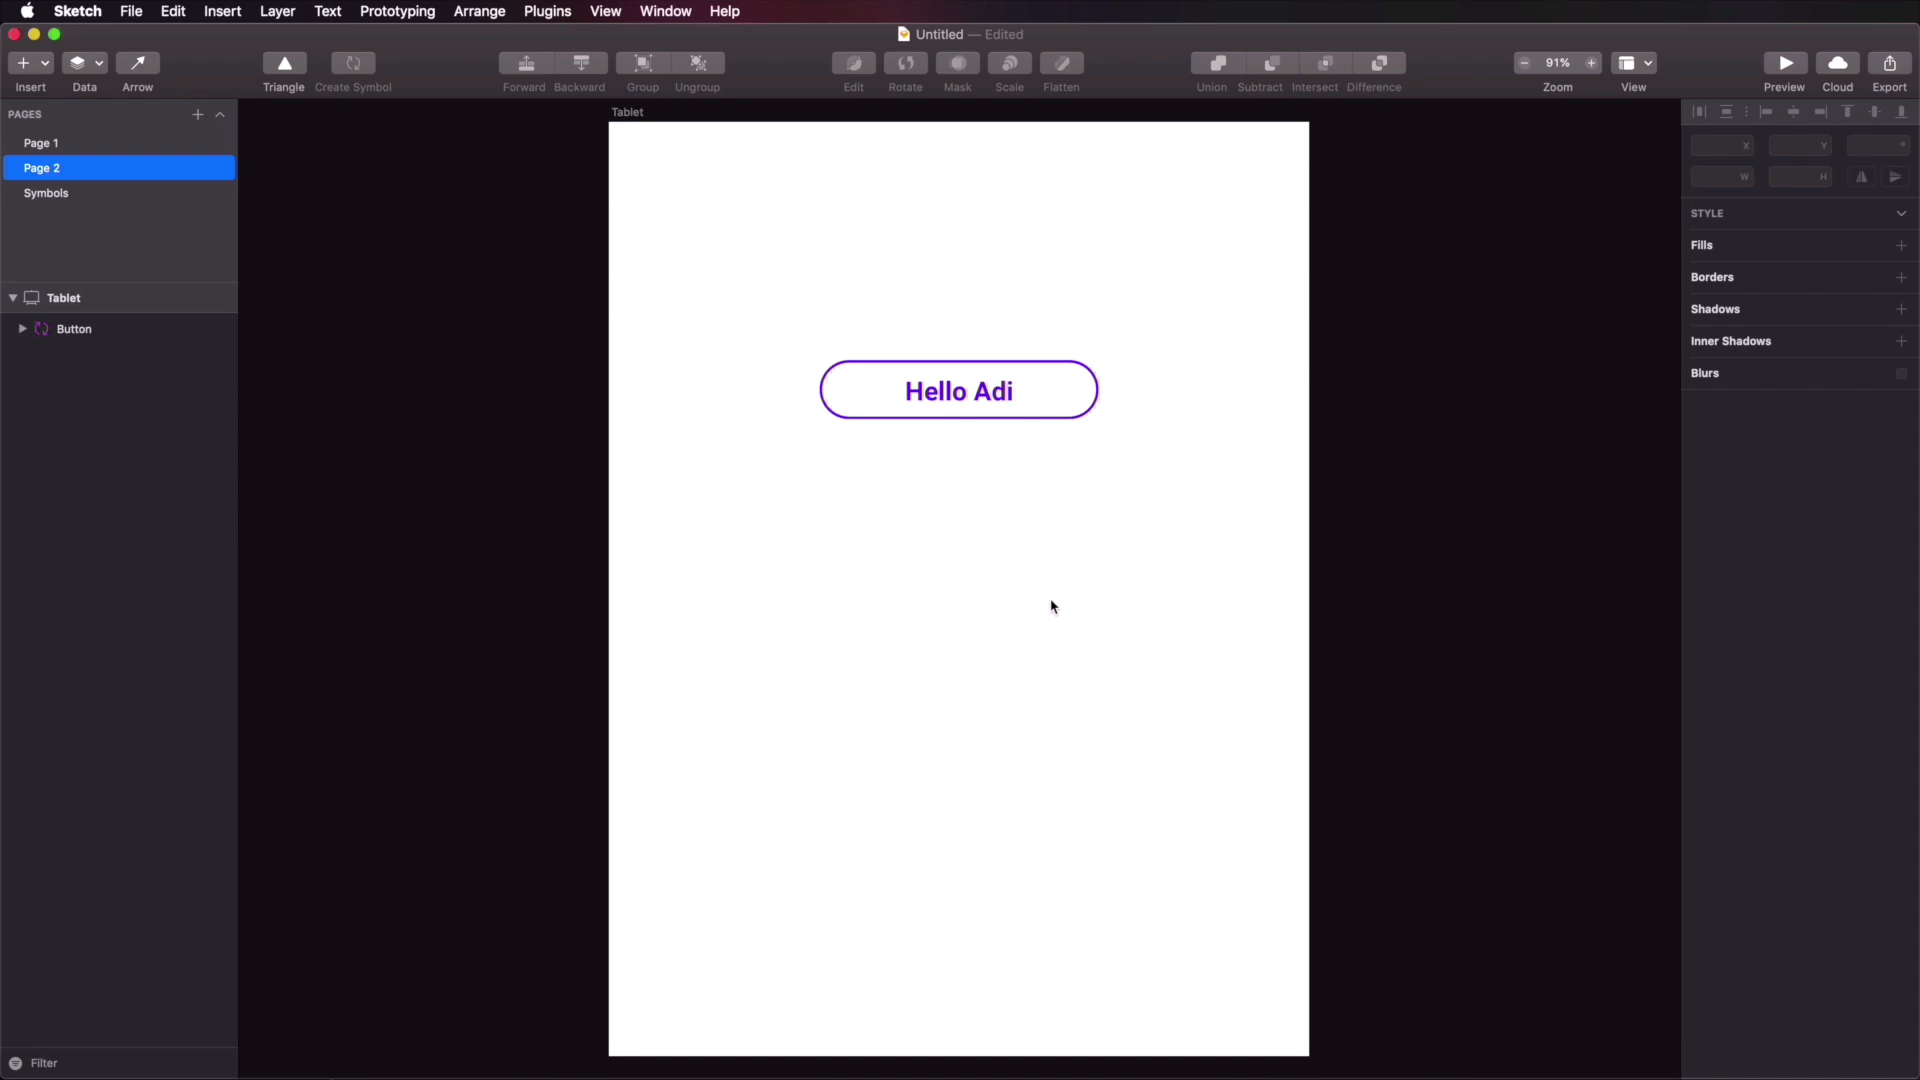 Sketch File Edit Insert Layer Text Prototyping Arrange Plugins View Window Help
Untitled — Edited
91%
Insert Data Arrow Triangle Create Symbol Forward Backward Group Ungroup Edit Rotate Mask Scale Flatten Union Subtract Intersect Difference Zoom View Preview Cloud Export
PAGES
Page 1
Page 2
Symbols
Tablet
Button
Filter
Tablet
Hello Adi
X Y °
W H
STYLE
Fills
Borders
Shadows
Inner Shadows
Blurs